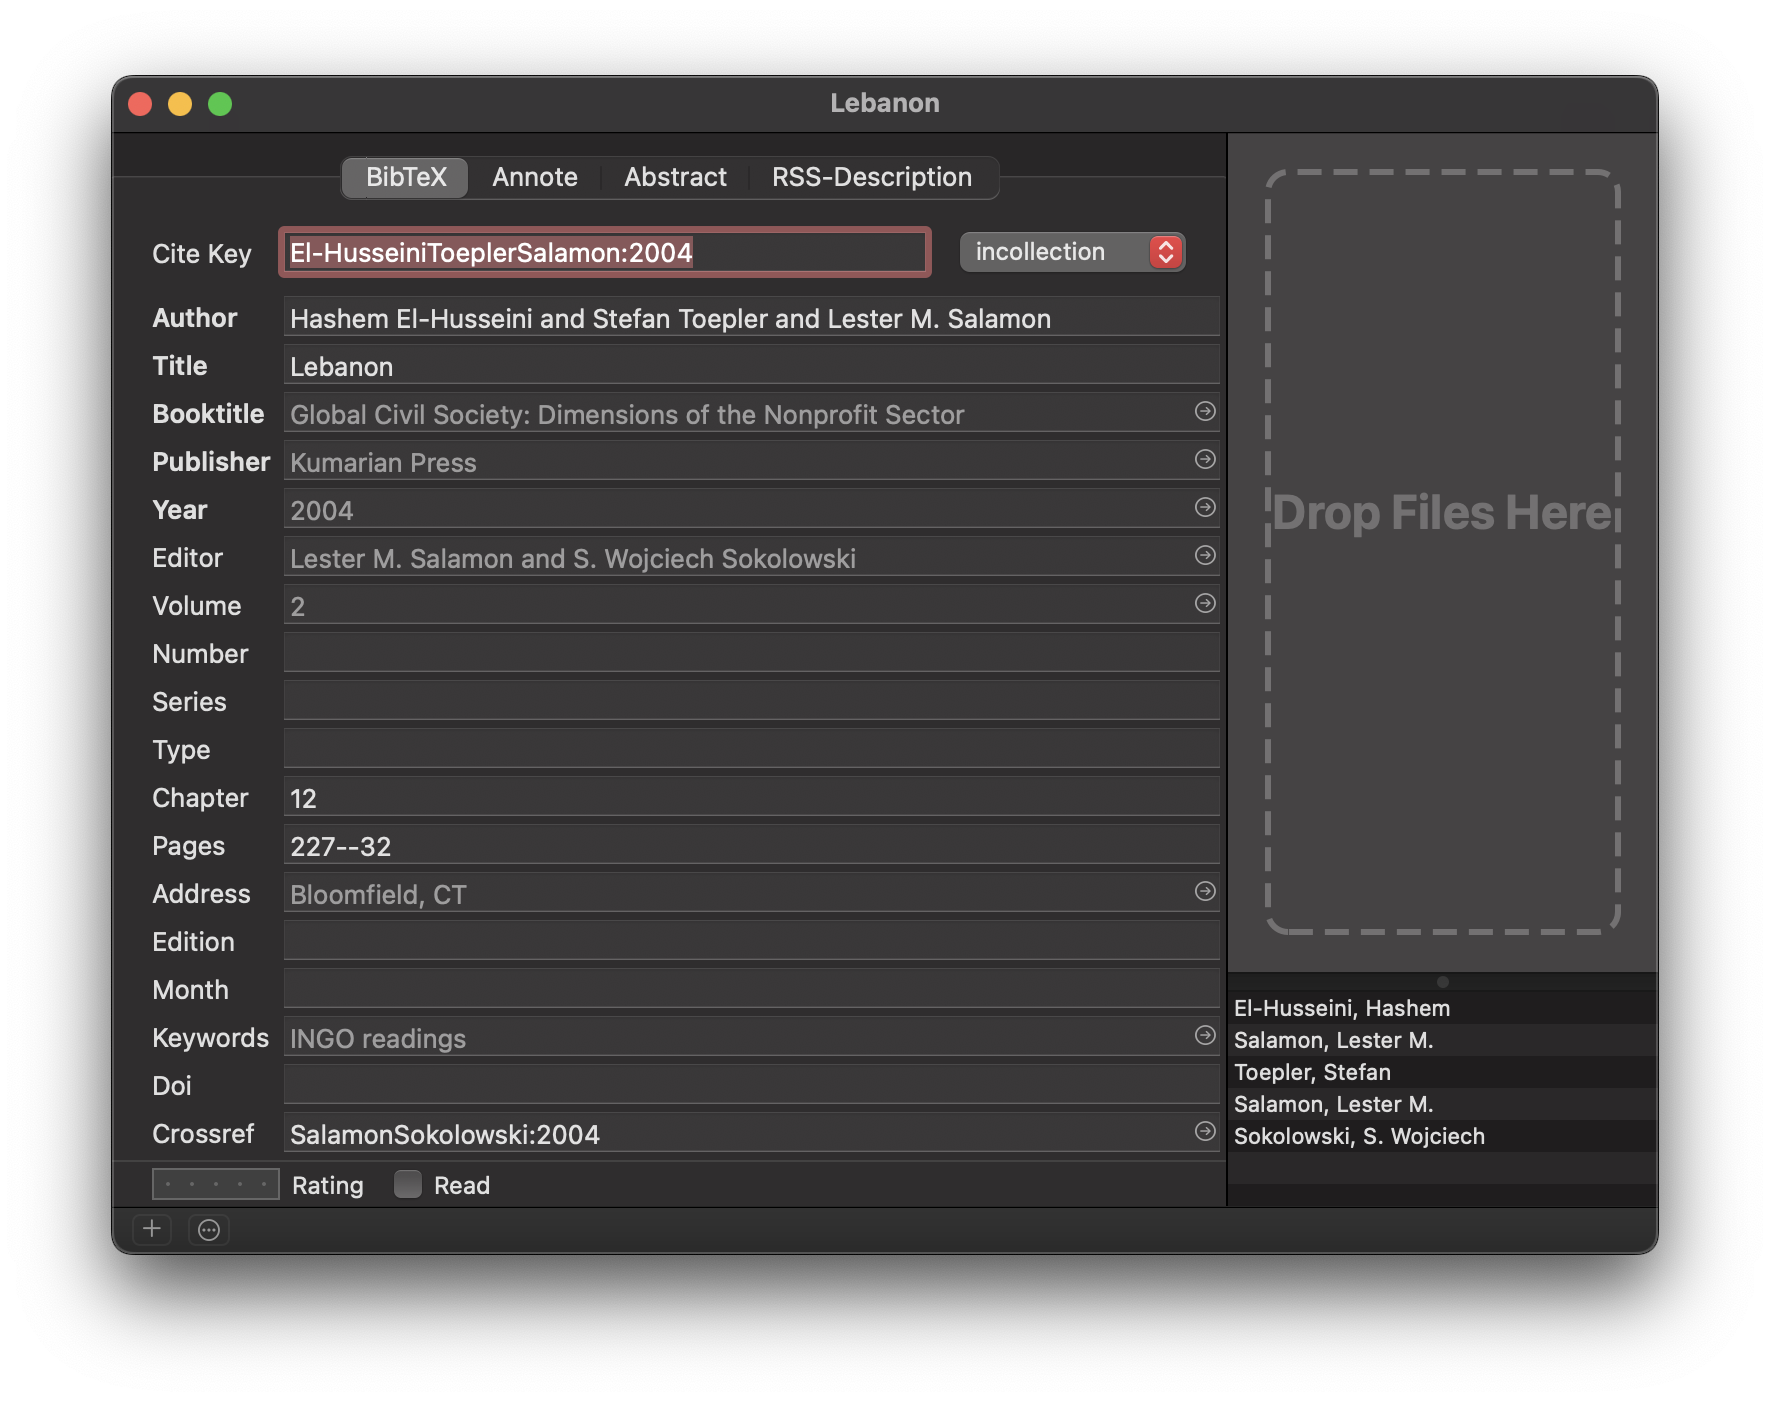 Lebanon
BibTeX Annote Abstract RSS-Description
Cite Key El-HusseiniToeplerSalamon:2004 incollection
Author Hashem El-Husseini and Stefan Toepler and Lester M. Salamon
Title Lebanon
Booktitle Global Civil Society: Dimensions of the Nonprofit Sector
Publisher Kumarian Press
Year 2004
Editor Lester M. Salamon and S. Wojciech Sokolowski
Volume 2
Number
Series
Type
Chapter 12
Pages 227--32
Address Bloomfield, CT
Edition
Month
Keywords INGO readings
Doi
Crossref SalamonSokolowski:2004
Rating Read
Drop Files Here
El-Husseini, Hashem
Salamon, Lester M.
Toepler, Stefan
Salamon, Lester M.
Sokolowski, S. Wojciech